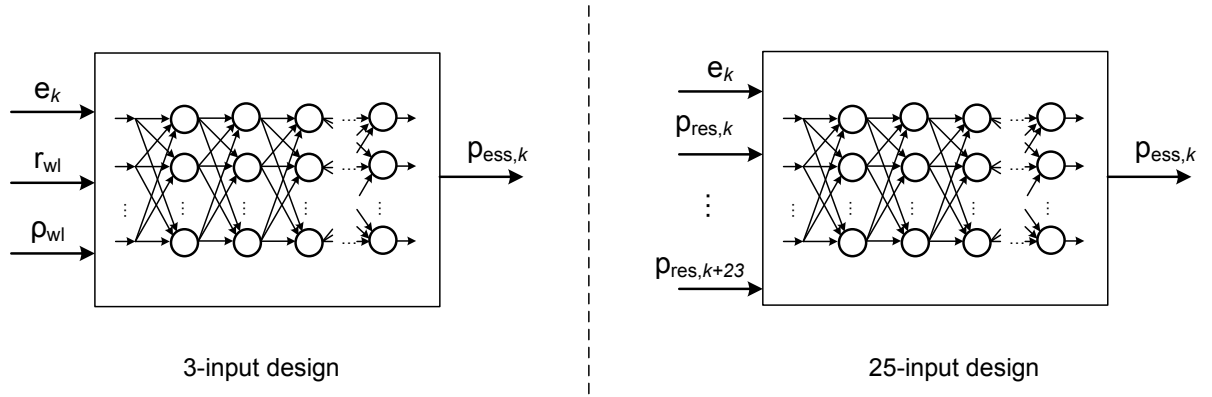 e_k
r_wl
ρ_wl
p_ess,k
3-input design
e_k
p_res,k
⋮
p_res,k+23
p_ess,k
25-input design